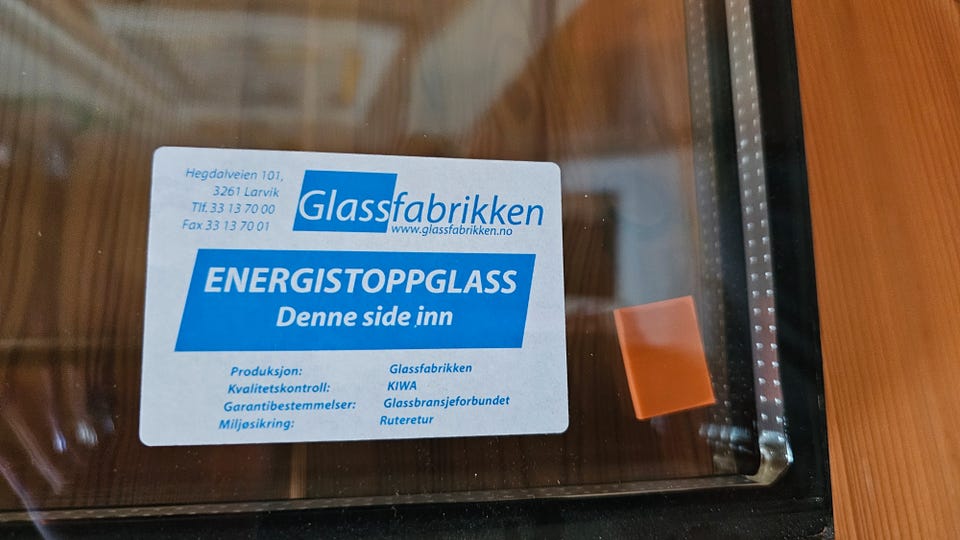 Hegdalveien 101,
3261 Larvik
Tlf. 33 13 70 00
Fax 33 13 70 01
Glassfabrikken
www.glassfabrikken.no
ENERGISTOPPGLASS
Denne side inn
Produksjon: Glassfabrikken
Kvalitetskontroll: KIWA
Garantibestemmelser: Glassbransjeforbundet
Miljøsikring: Ruteretur